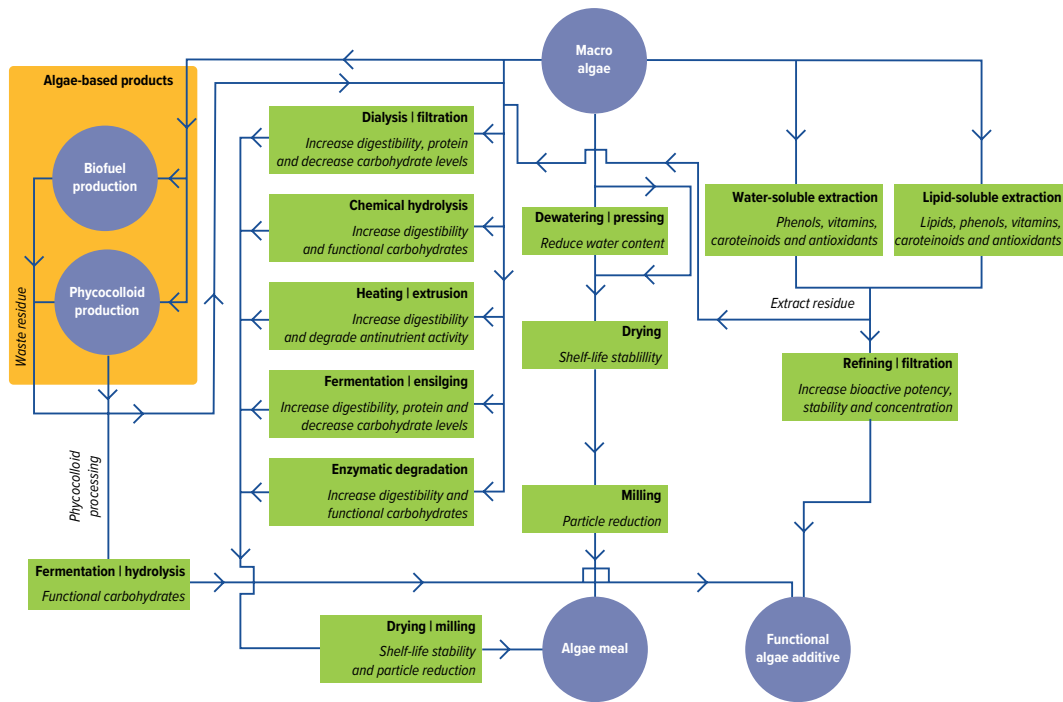 Macro
algae
Algae-based products
Biofuel
production
Phycocolloid
production
Waste residue
Dialysis | filtration
Increase digestibility, protein
and decrease carbohydrate levels
Chemical hydrolysis
Increase digestibility
and functional carbohydrates
Heating | extrusion
Increase digestibility
and degrade antinutrient activity
Fermentation | ensilging
Increase digestibility, protein and
decrease carbohydrate levels
Enzymatic degradation
Increase digestibility and
functional carbohydrates
Dewatering | pressing
Reduce water content
Drying
Shelf-life stablillity
Milling
Particle reduction
Water-soluble extraction
Phenols, vitamins,
caroteinoids and antioxidants
Lipid-soluble extraction
Lipids, phenols, vitamins,
caroteinoids and antioxidants
Extract residue
Refining | filtration
Increase bioactive potency,
stability and concentration
Phycocolloid
processing
Fermentation | hydrolysis
Functional carbohydrates
Drying | milling
Shelf-life stability
and particle reduction
Algae meal
Functional
algae additive